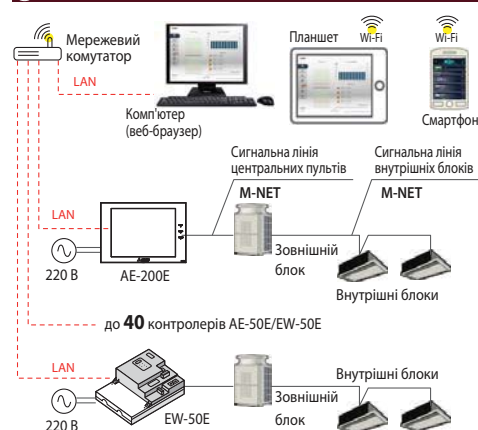 Мережевий
комутатор
LAN
Комп'ютер
(веб-браузер)
Планшет
Wi-Fi
Wi-Fi
Смартфон
Сигнальна лінія
центральних пультів
M-NET
Сигнальна лінія
внутрішніх блоків
M-NET
LAN
220 В
AE-200E
Зовнішній
блок
Внутрішні блоки
до 40 контролерів AE-50E/EW-50E
LAN
220 В
EW-50E
Зовнішній
блок
Внутрішні блоки